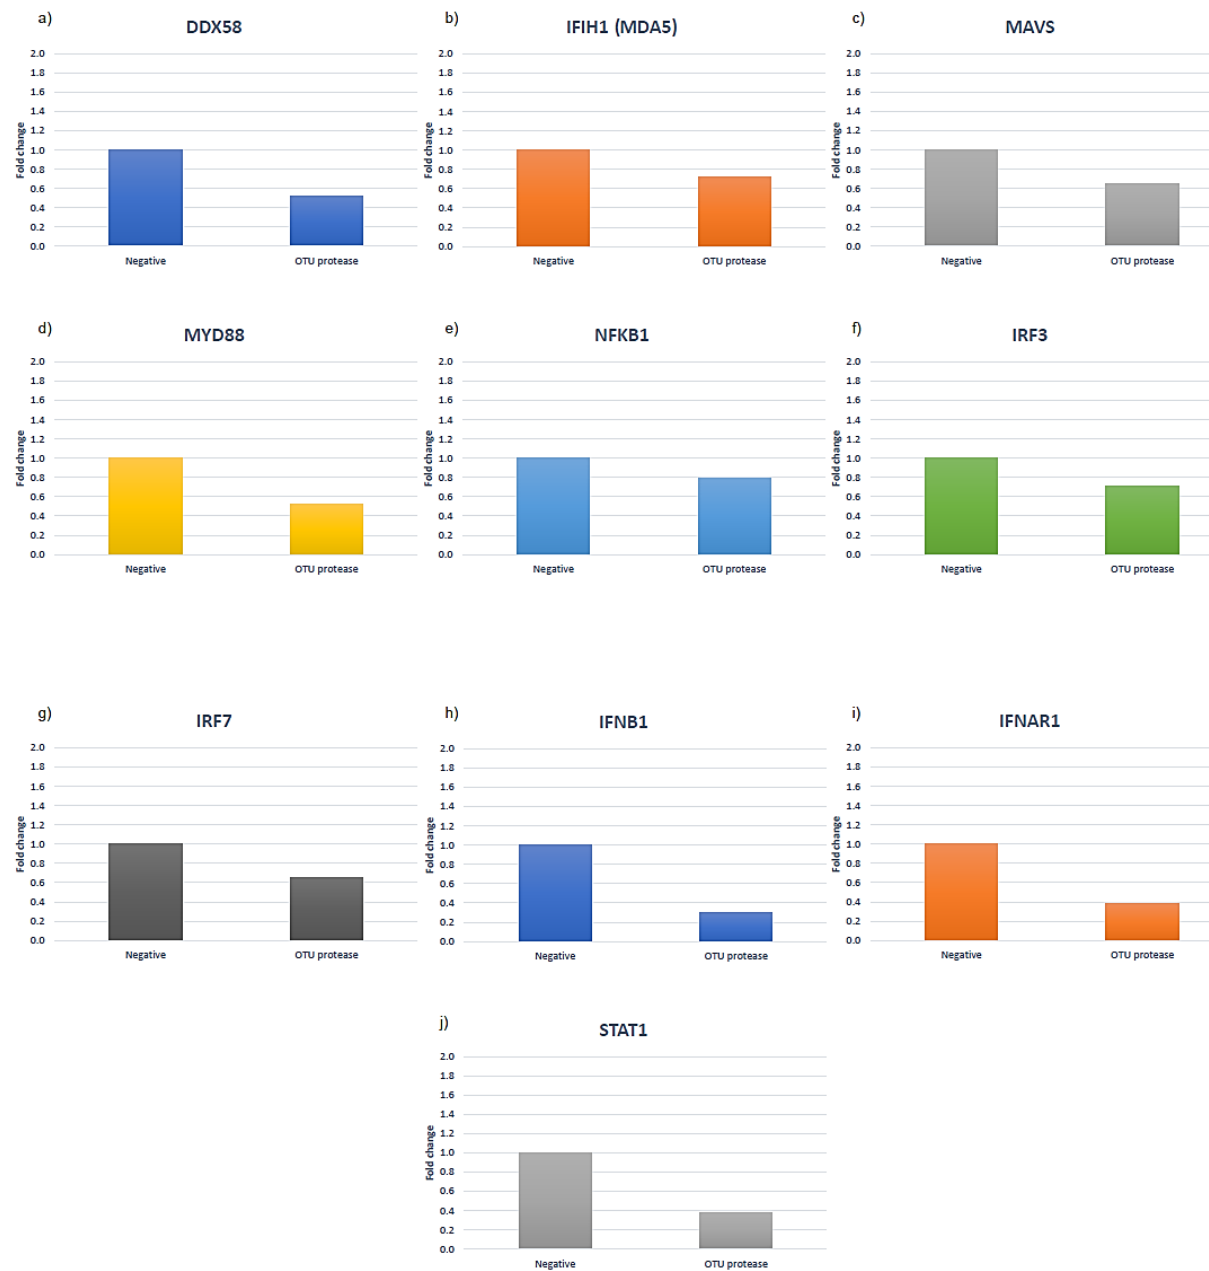 a)
DDX58
2.0
1.8
1.6
1.4
1.2
1.0
0.8
0.6
0.4
0.2
0.0
Fold change
Negative OTU protease
b)
IFIH1 (MDA5)
2.0
1.8
1.6
1.4
1.2
1.0
0.8
0.6
0.4
0.2
0.0
Fold change
Negative OTU protease
c)
MAVS
2.0
1.8
1.6
1.4
1.2
1.0
0.8
0.6
0.4
0.2
0.0
Fold change
Negative OTU protease
d)
MYD88
2.0
1.8
1.6
1.4
1.2
1.0
0.8
0.6
0.4
0.2
0.0
Fold change
Negative OTU protease
e)
NFKB1
2.0
1.8
1.6
1.4
1.2
1.0
0.8
0.6
0.4
0.2
0.0
Fold change
Negative OTU protease
f)
IRF3
2.0
1.8
1.6
1.4
1.2
1.0
0.8
0.6
0.4
0.2
0.0
Fold change
Negative OTU protease
g)
IRF7
2.0
1.8
1.6
1.4
1.2
1.0
0.8
0.6
0.4
0.2
0.0
Fold change
Negative OTU protease
h)
IFNB1
2.0
1.8
1.6
1.4
1.2
1.0
0.8
0.6
0.4
0.2
0.0
Fold change
Negative OTU protease
i)
IFNAR1
2.0
1.8
1.6
1.4
1.2
1.0
0.8
0.6
0.4
0.2
0.0
Fold change
Negative OTU protease
j)
STAT1
2.0
1.8
1.6
1.4
1.2
1.0
0.8
0.6
0.4
0.2
0.0
Fold change
Negative OTU protease